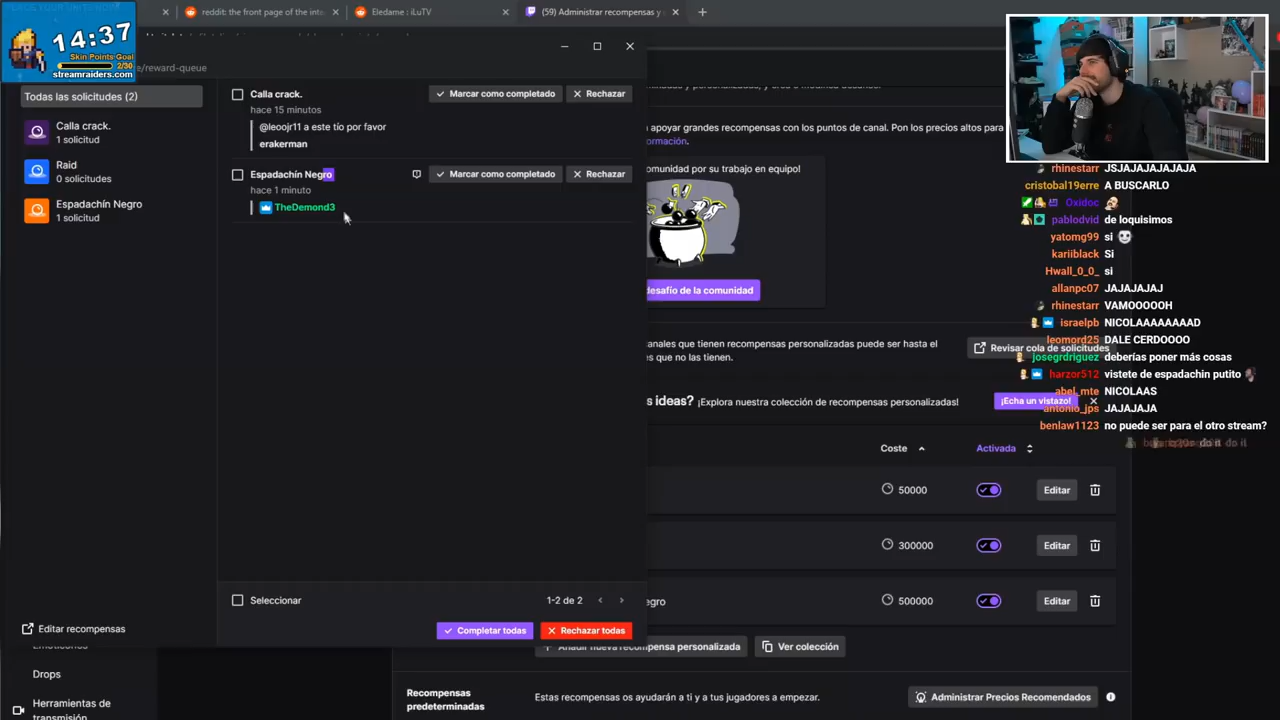 14:37
Skin Points Goal
2/30
streamraiders.com
reddit: the front page of the inte
Eledame : iLuTV
(59) Administrar recompensas y
e/reward-queue
Todas las solicitudes (2)
Calla crack.
1 solicitud
Raid
0 solicitudes
Espadachín Negro
1 solicitud
Editar recompensas
Calla crack.
Marcar como completado
Rechazar
hace 15 minutos
@leoojr11 a este tío por favor
erakerman
Espadachín Negro
Marcar como completado
Rechazar
hace 1 minuto
TheDemond3
Seleccionar
1-2 de 2
Completar todas
Rechazar todas
Drops
Herramientas de
transmisión
apoyar grandes recompensas con los puntos de canal. Pon los precios altos para
ormación.
omunidad por su trabajo en equipo!
desafío de la comunidad
anales que tienen recompensas personalizadas puede ser hasta el
es que no las tienen.
Revisar cola de solicitudes
s ideas? ¡Explora nuestra colección de recompensas personalizadas!
¡Echa un vistazo!
Coste
Activada
50000
Editar
300000
Editar
egro
500000
Editar
Añadir nueva recompensa personalizada
Ver colección
Recompensas
predeterminadas
Estas recompensas os ayudarán a ti y a tus jugadores a empezar.
Administrar Precios Recomendados
rhinestarr JSJAJAJAJAJAJA
cristobal19erre A BUSCARLO
Oxidoc
pablodvid de loquisimos
yatomg99 si
kariiblack Si
Hwall_0_0_ si
allanpc07 JAJAJAJAJ
rhinestarr VAMOOOOOH
israelpb NICOLAAAAAAAD
leomord25 DALE CERDOOOO
josegrdriguez deberías poner más cosas
harzor512 vistete de espadachin putito
abel_mte NICOLAAS
antonio_jps JAJAJAJA
benlaw1123 no puede ser para el otro stream?